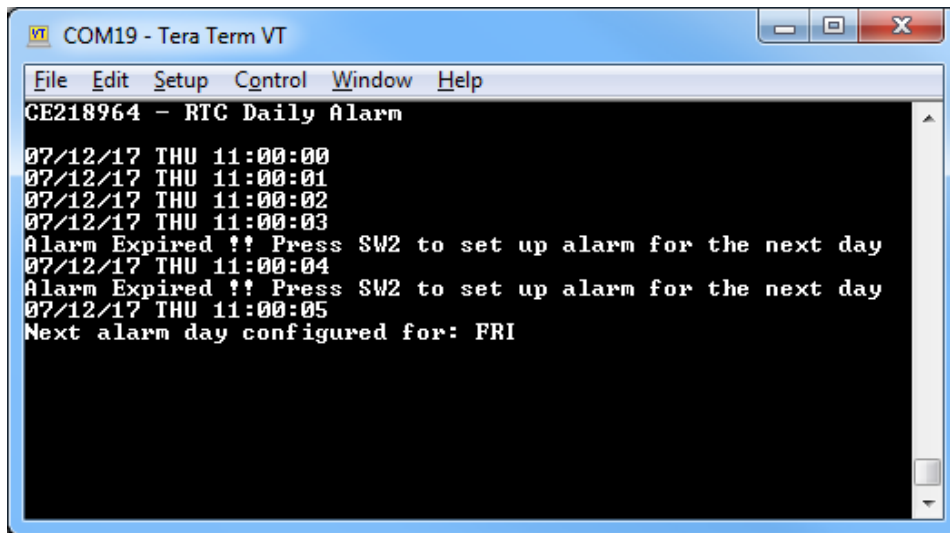 VT COM19 - Tera Term VT
File Edit Setup Control Window Help
CE218964 - RTC Daily Alarm
07/12/17 THU 11:00:00
07/12/17 THU 11:00:01
07/12/17 THU 11:00:02
07/12/17 THU 11:00:03
Alarm Expired !! Press SW2 to set up alarm for the next day
07/12/17 THU 11:00:04
Alarm Expired !! Press SW2 to set up alarm for the next day
07/12/17 THU 11:00:05
Next alarm day configured for: FRI